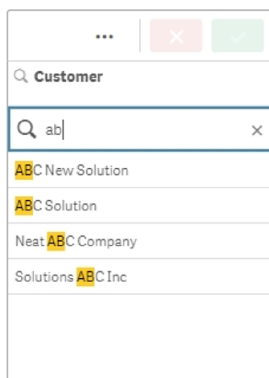 Customer
ab
ABC New Solution
ABC Solution
Neat ABC Company
Solutions ABC Inc